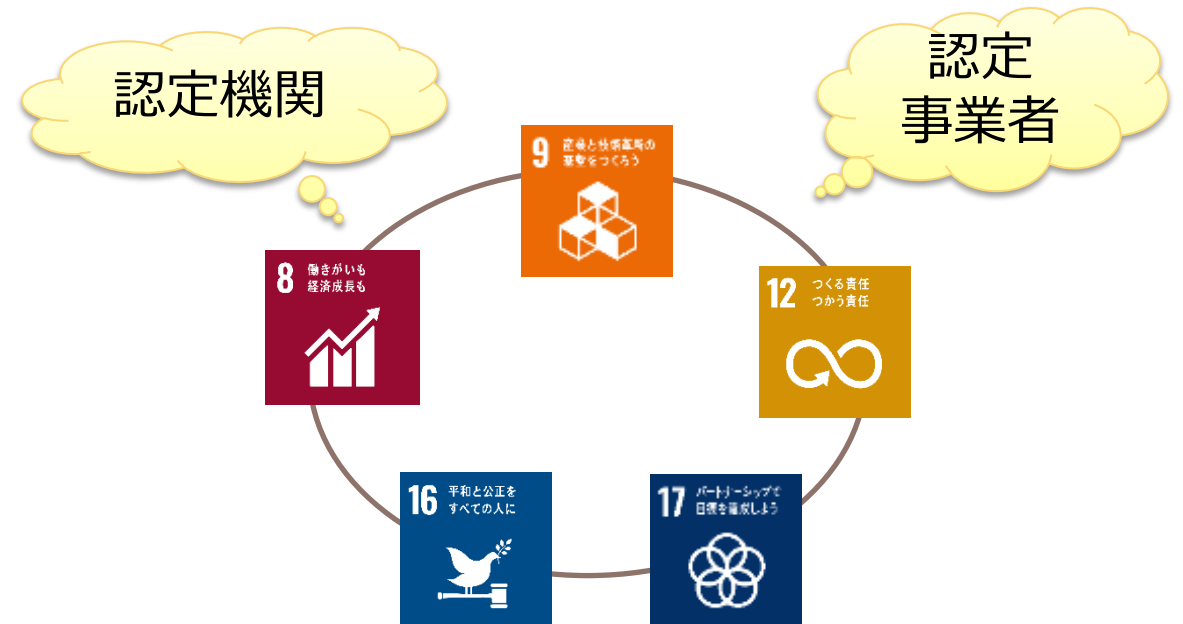 認定機関
認定
事業者
9 産業と技術革新の
基盤をつくろう
8 働きがいも
経済成長も
12 つくる責任
つかう責任
16 平和と公正を
すべての人に
17 パートナーシップで
目標を達成しよう